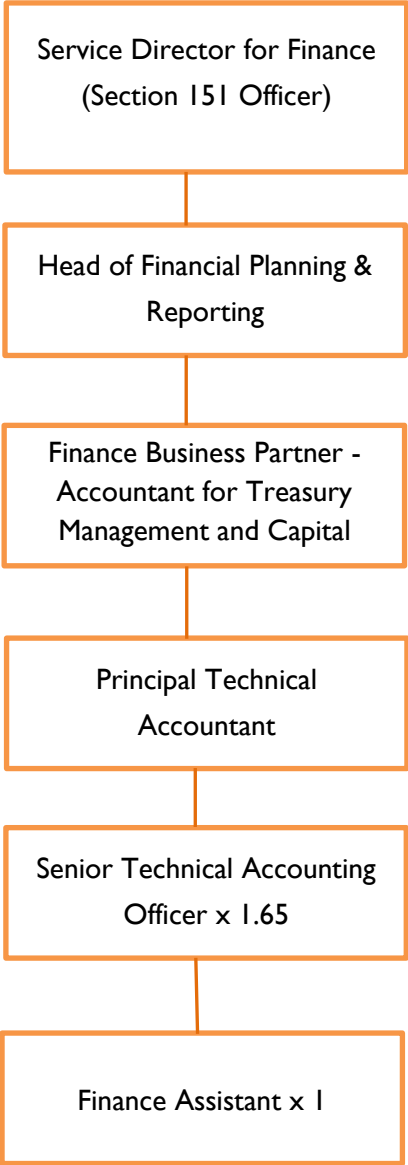 Service Director for Finance
(Section 151 Officer)
Head of Financial Planning &
Reporting
Finance Business Partner -
Accountant for Treasury
Management and Capital
Principal Technical
Accountant
Senior Technical Accounting
Officer x 1.65
Finance Assistant x 1